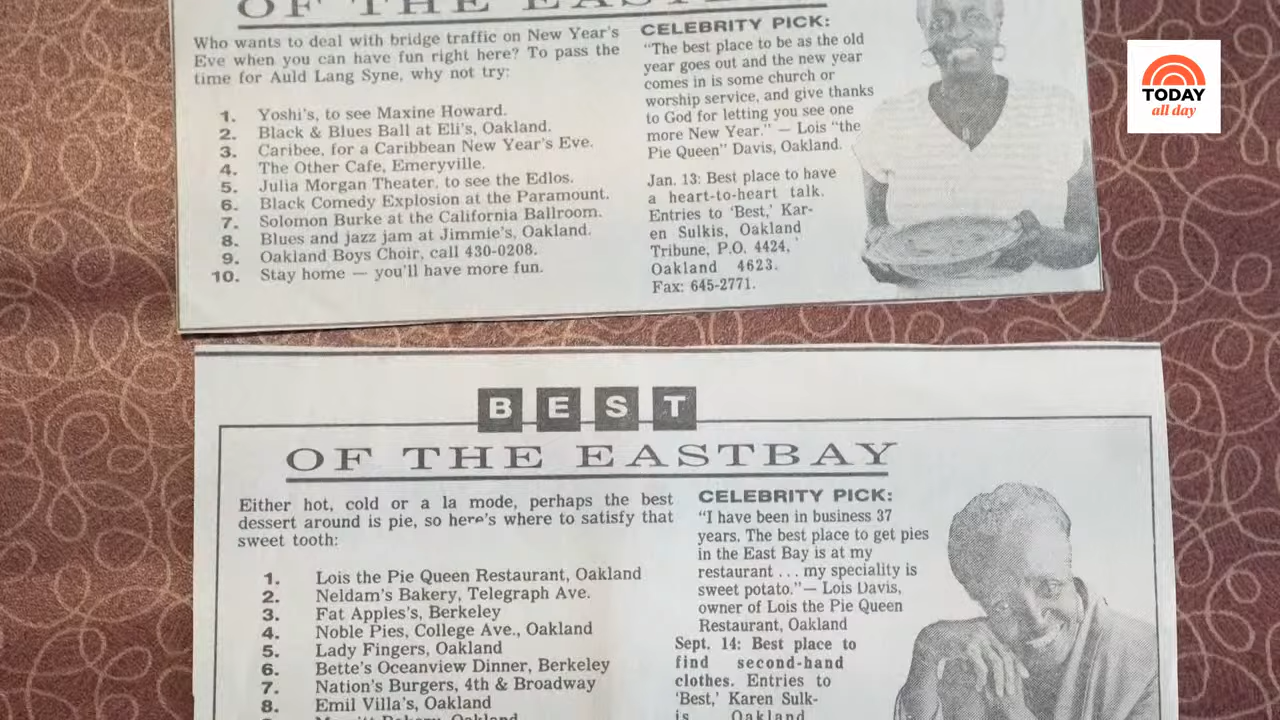 OF THE EASTBAY
Who wants to deal with bridge traffic on New Year's
Eve when you can have fun right here? To pass the
time for Auld Lang Syne, why not try:
1. Yoshi's, to see Maxine Howard.
2. Black & Blues Ball at Eli's, Oakland.
3. Caribee, for a Caribbean New Year's Eve.
4. The Other Cafe, Emeryville.
5. Julia Morgan Theater, to see the Edlos.
6. Black Comedy Explosion at the Paramount.
7. Solomon Burke at the California Ballroom.
8. Blues and jazz jam at Jimmie's, Oakland.
9. Oakland Boys Choir, call 430-0208.
10. Stay home — you'll have more fun.
CELEBRITY PICK:
"The best place to be as the old
year goes out and the new year
comes in is some church or
worship service, and give thanks
to God for letting you see one
more New Year." — Lois "the
Pie Queen" Davis, Oakland.
Jan. 13: Best place to have
a heart-to-heart talk.
Entries to 'Best,' Kar-
en Sulkis, Oakland
Tribune, P.O. 4424,
Oakland 4623.
Fax: 645-2771.
TODAY
all day
BEST
OF THE EASTBAY
Either hot, cold or a la mode, perhaps the best
dessert around is pie, so here's where to satisfy that
sweet tooth:
1. Lois the Pie Queen Restaurant, Oakland
2. Neldam's Bakery, Telegraph Ave.
3. Fat Apples's, Berkeley
4. Noble Pies, College Ave., Oakland
5. Lady Fingers, Oakland
6. Bette's Oceanview Dinner, Berkeley
7. Nation's Burgers, 4th & Broadway
8. Emil Villa's, Oakland
Bakery, Oakland
CELEBRITY PICK:
"I have been in business 37
years. The best place to get pies
in the East Bay is at my
restaurant . . . my speciality is
sweet potato."— Lois Davis,
owner of Lois the Pie Queen
Restaurant, Oakland
Sept. 14: Best place to
find second-hand
clothes. Entries to
'Best,' Karen Sulk-
is, Oakland